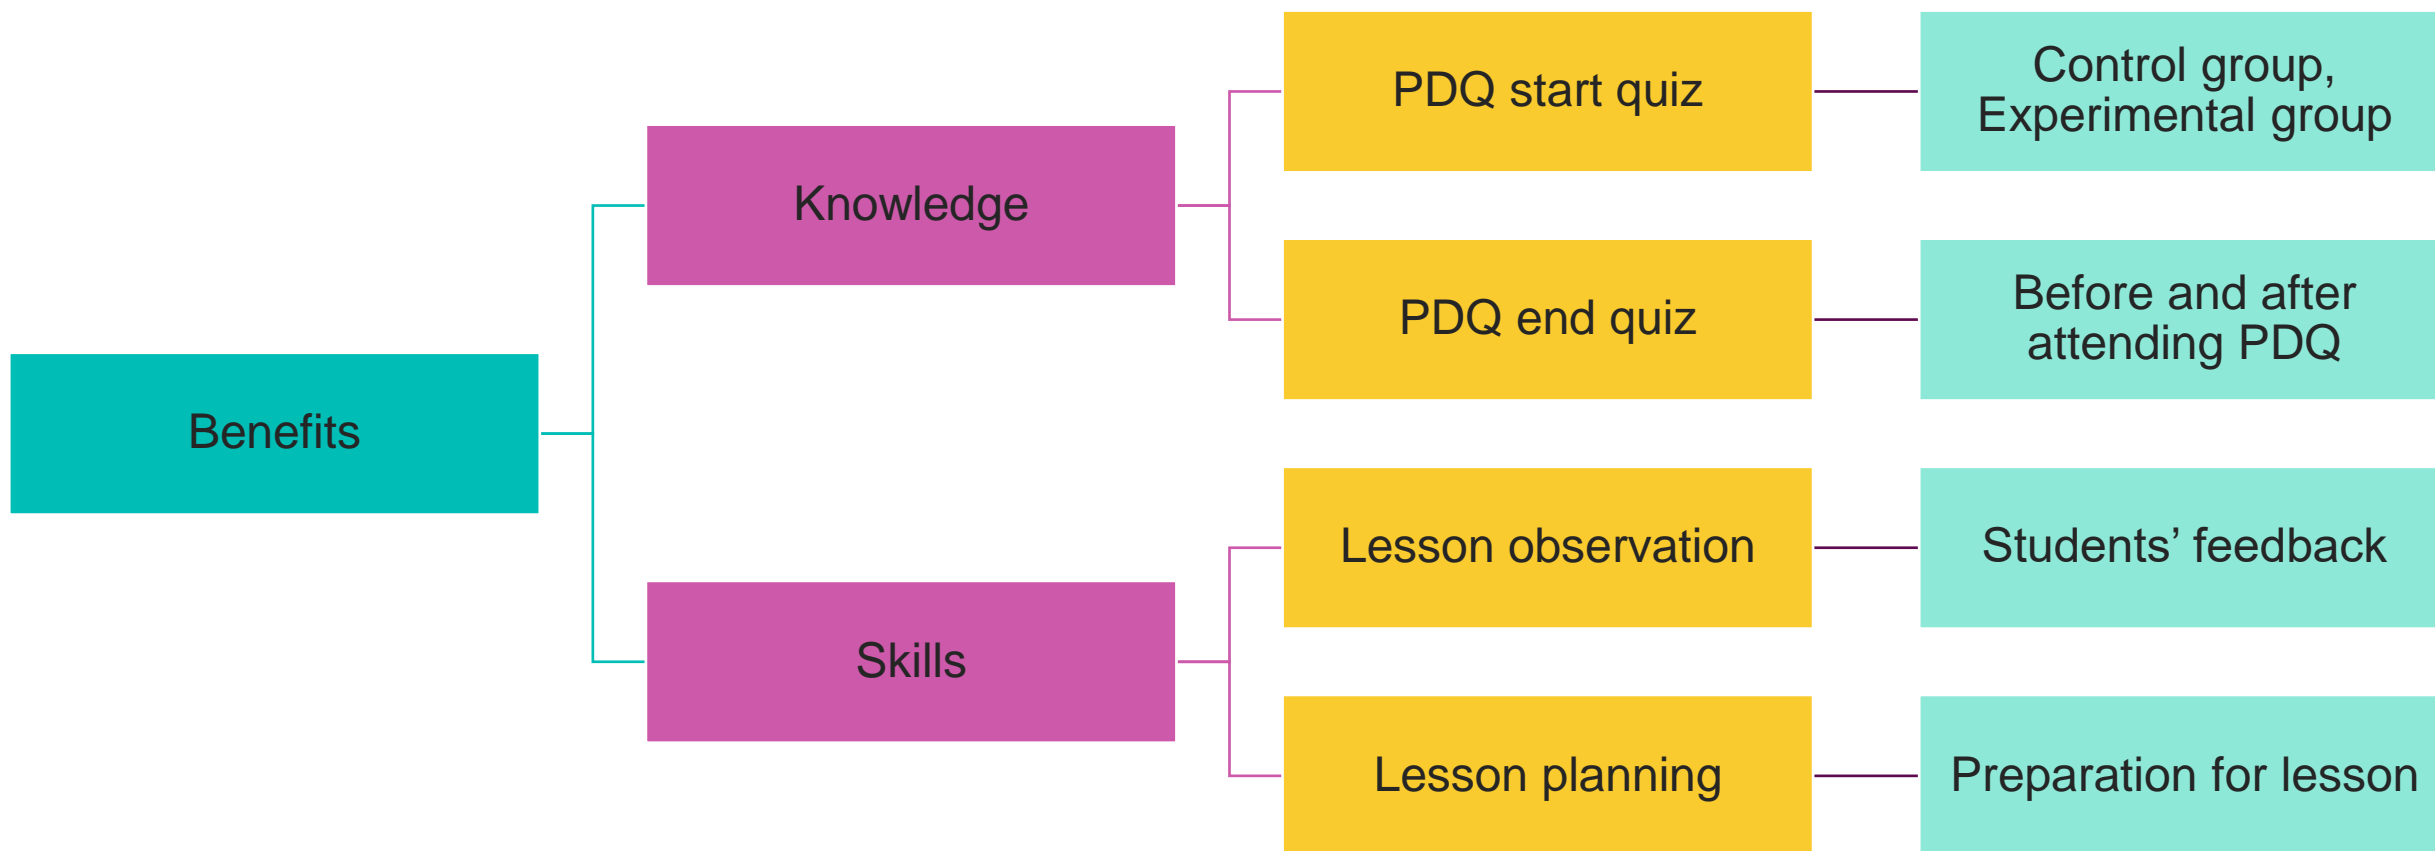 Benefits
Knowledge
PDQ start quiz
Control group,
Experimental group
PDQ end quiz
Before and after
attending PDQ
Skills
Lesson observation
Students’ feedback
Lesson planning
Preparation for lesson